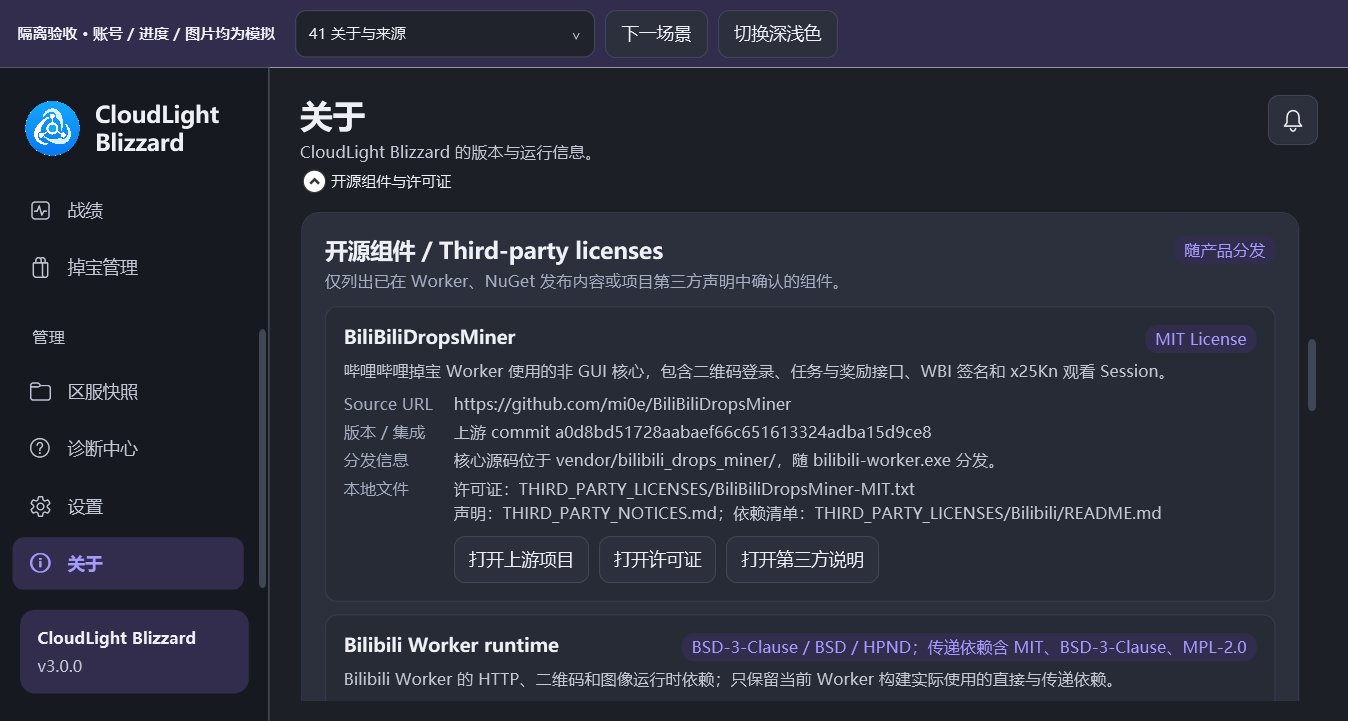 隔离验收 • 账号 / 进度 / 图片均为模拟
41 关于与来源
下一场景
切换深浅色
CloudLight
Blizzard
战绩
掉宝管理
管理
区服快照
诊断中心
设置
关于
CloudLight Blizzard
v3.0.0
关于
CloudLight Blizzard 的版本与运行信息。
开源组件与许可证
开源组件 / Third-party licenses
随产品分发
仅列出已在 Worker、NuGet 发布内容或项目第三方声明中确认的组件。
BiliBiliDropsMiner
MIT License
哔哩哔哩掉宝 Worker 使用的非 GUI 核心，包含二维码登录、任务与奖励接口、WBI 签名和 x25Kn 观看 Session。
Source URL https://github.com/mi0e/BiliBiliDropsMiner
版本 / 集成 上游 commit a0d8bd51728aabaef66c651613324adba15d9ce8
分发信息 核心源码位于 vendor/bilibili_drops_miner/，随 bilibili-worker.exe 分发。
本地文件 许可证：THIRD_PARTY_LICENSES/BiliBiliDropsMiner-MIT.txt
声明：THIRD_PARTY_NOTICES.md；依赖清单：THIRD_PARTY_LICENSES/Bilibili/README.md
打开上游项目
打开许可证
打开第三方说明
Bilibili Worker runtime
BSD-3-Clause / BSD / HPND；传递依赖含 MIT、BSD-3-Clause、MPL-2.0
Bilibili Worker 的 HTTP、二维码和图像运行时依赖；只保留当前 Worker 构建实际使用的直接与传递依赖。